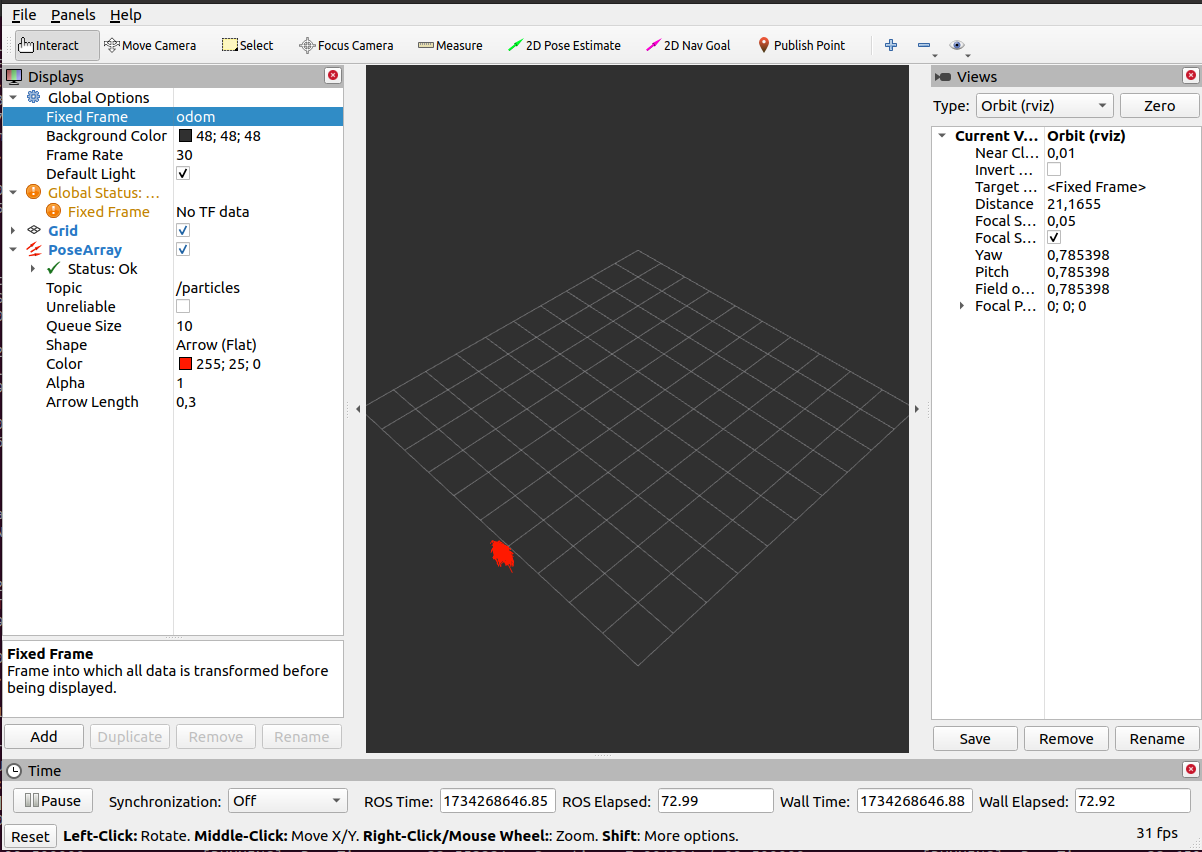 File Panels Help
Interact Move Camera Select Focus Camera Measure 2D Pose Estimate 2D Nav Goal Publish Point
Displays
Global Options
Fixed Frame odom
Background Color 48; 48; 48
Frame Rate 30
Default Light
Global Status: ...
Fixed Frame No TF data
Grid
PoseArray
Status: Ok
Topic /particles
Unreliable
Queue Size 10
Shape Arrow (Flat)
Color 255; 25; 0
Alpha 1
Arrow Length 0,3
Fixed Frame
Frame into which all data is transformed before
being displayed.
Add Duplicate Remove Rename
Views
Type: Orbit (rviz) Zero
Current V... Orbit (rviz)
Near Cl... 0,01
Invert ...
Target ... <Fixed Frame>
Distance 21,1655
Focal S... 0,05
Focal S...
Yaw 0,785398
Pitch 0,785398
Field o... 0,785398
Focal P... 0; 0; 0
Save Remove Rename
Time
Pause Synchronization: Off ROS Time: 1734268646.85 ROS Elapsed: 72.99 Wall Time: 1734268646.88 Wall Elapsed: 72.92
Reset Left-Click: Rotate. Middle-Click: Move X/Y. Right-Click/Mouse Wheel:: Zoom. Shift: More options. 31 fps